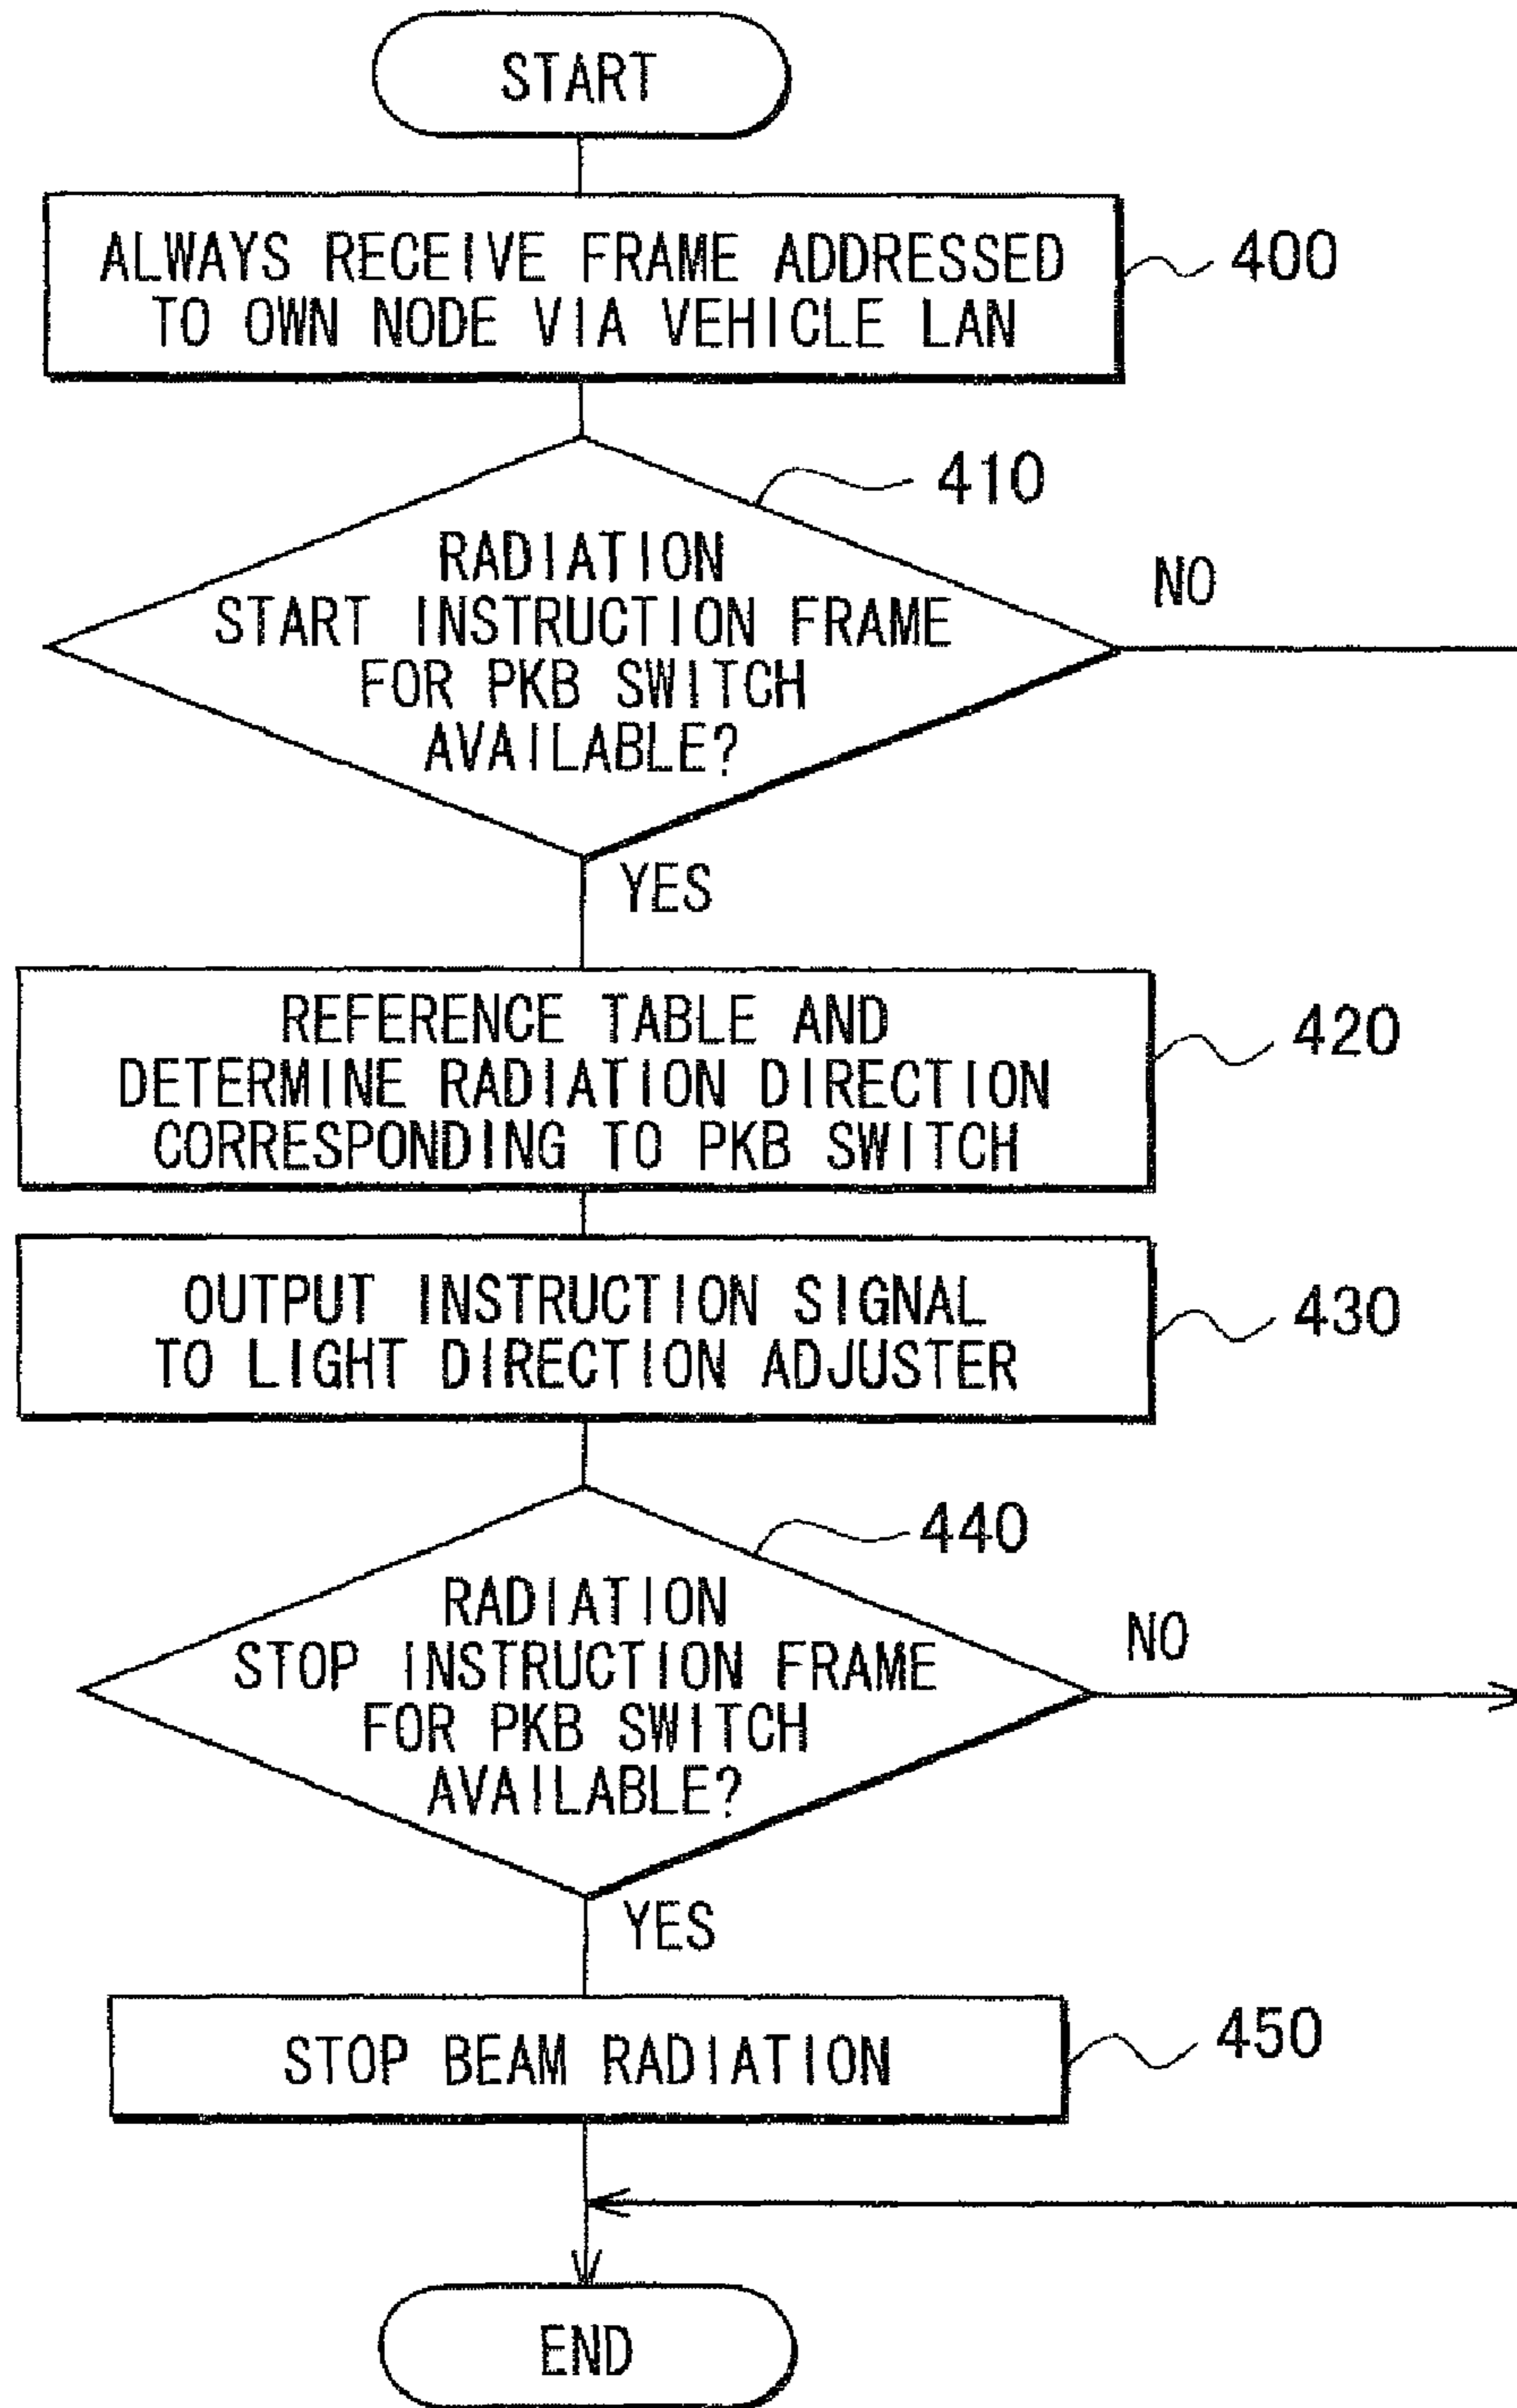 START
ALWAYS RECEIVE FRAME ADDRESSED
TO OWN NODE VIA VEHICLE LAN
400
410
RADIATION
START INSTRUCTION FRAME
FOR PKB SWITCH
AVAILABLE?
NO
YES
REFERENCE TABLE AND
DETERMINE RADIATION DIRECTION
CORRESPONDING TO PKB SWITCH
420
OUTPUT INSTRUCTION SIGNAL
TO LIGHT DIRECTION ADJUSTER
430
440
RADIATION
STOP INSTRUCTION FRAME
FOR PKB SWITCH
AVAILABLE?
NO
YES
STOP BEAM RADIATION
450
END